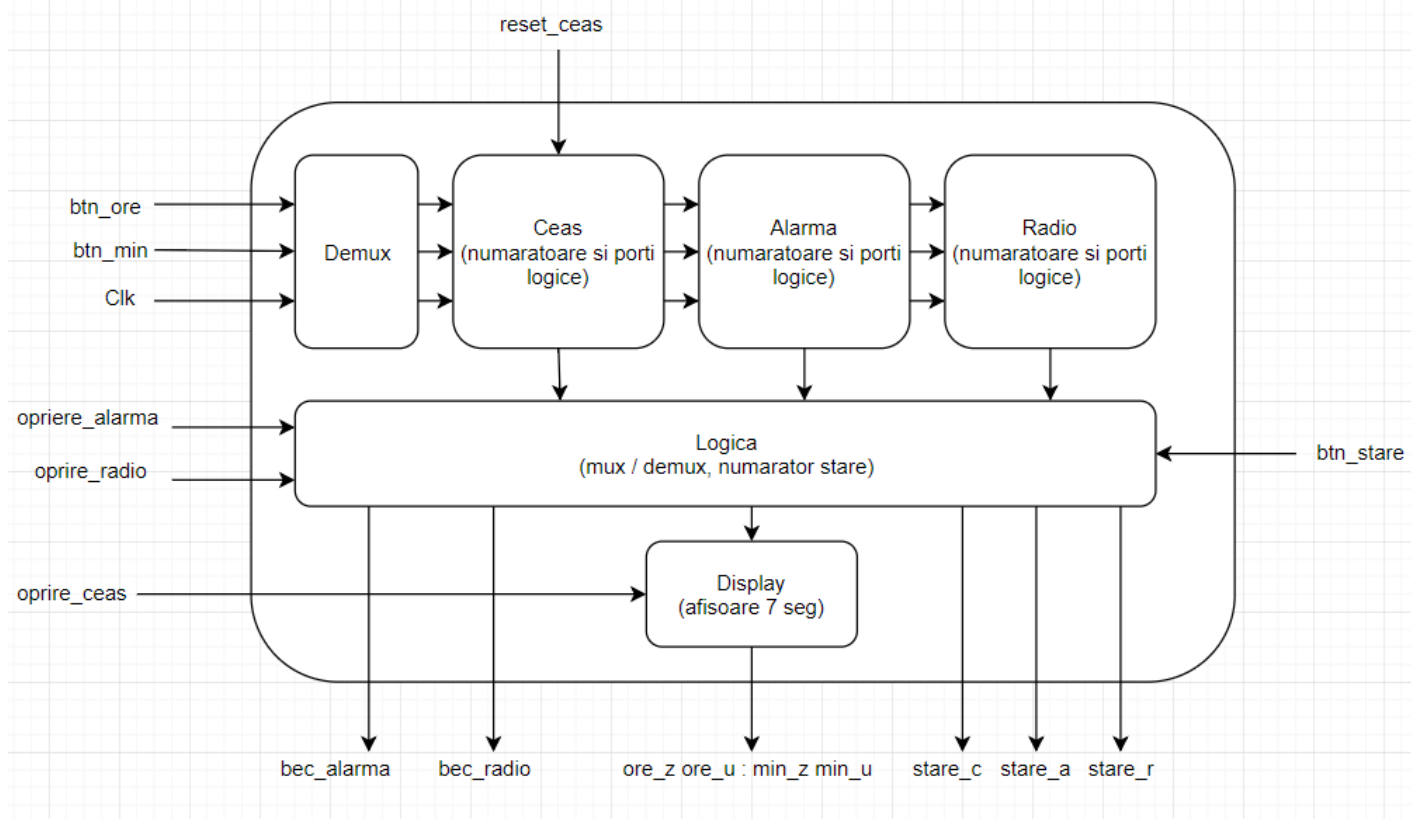 reset_ceas
btn_ore
btn_min
Clk
Demux
Ceas
(numaratoare si porti
logice)
Alarma
(numaratoare si porti
logice)
Radio
(numaratoare si porti
logice)
opriere_alarma
oprire_radio
Logica
(mux / demux, numarator stare)
btn_stare
oprire_ceas
Display
(afisoare 7 seg)
bec_alarma
bec_radio
ore_z ore_u : min_z min_u
stare_c
stare_a
stare_r